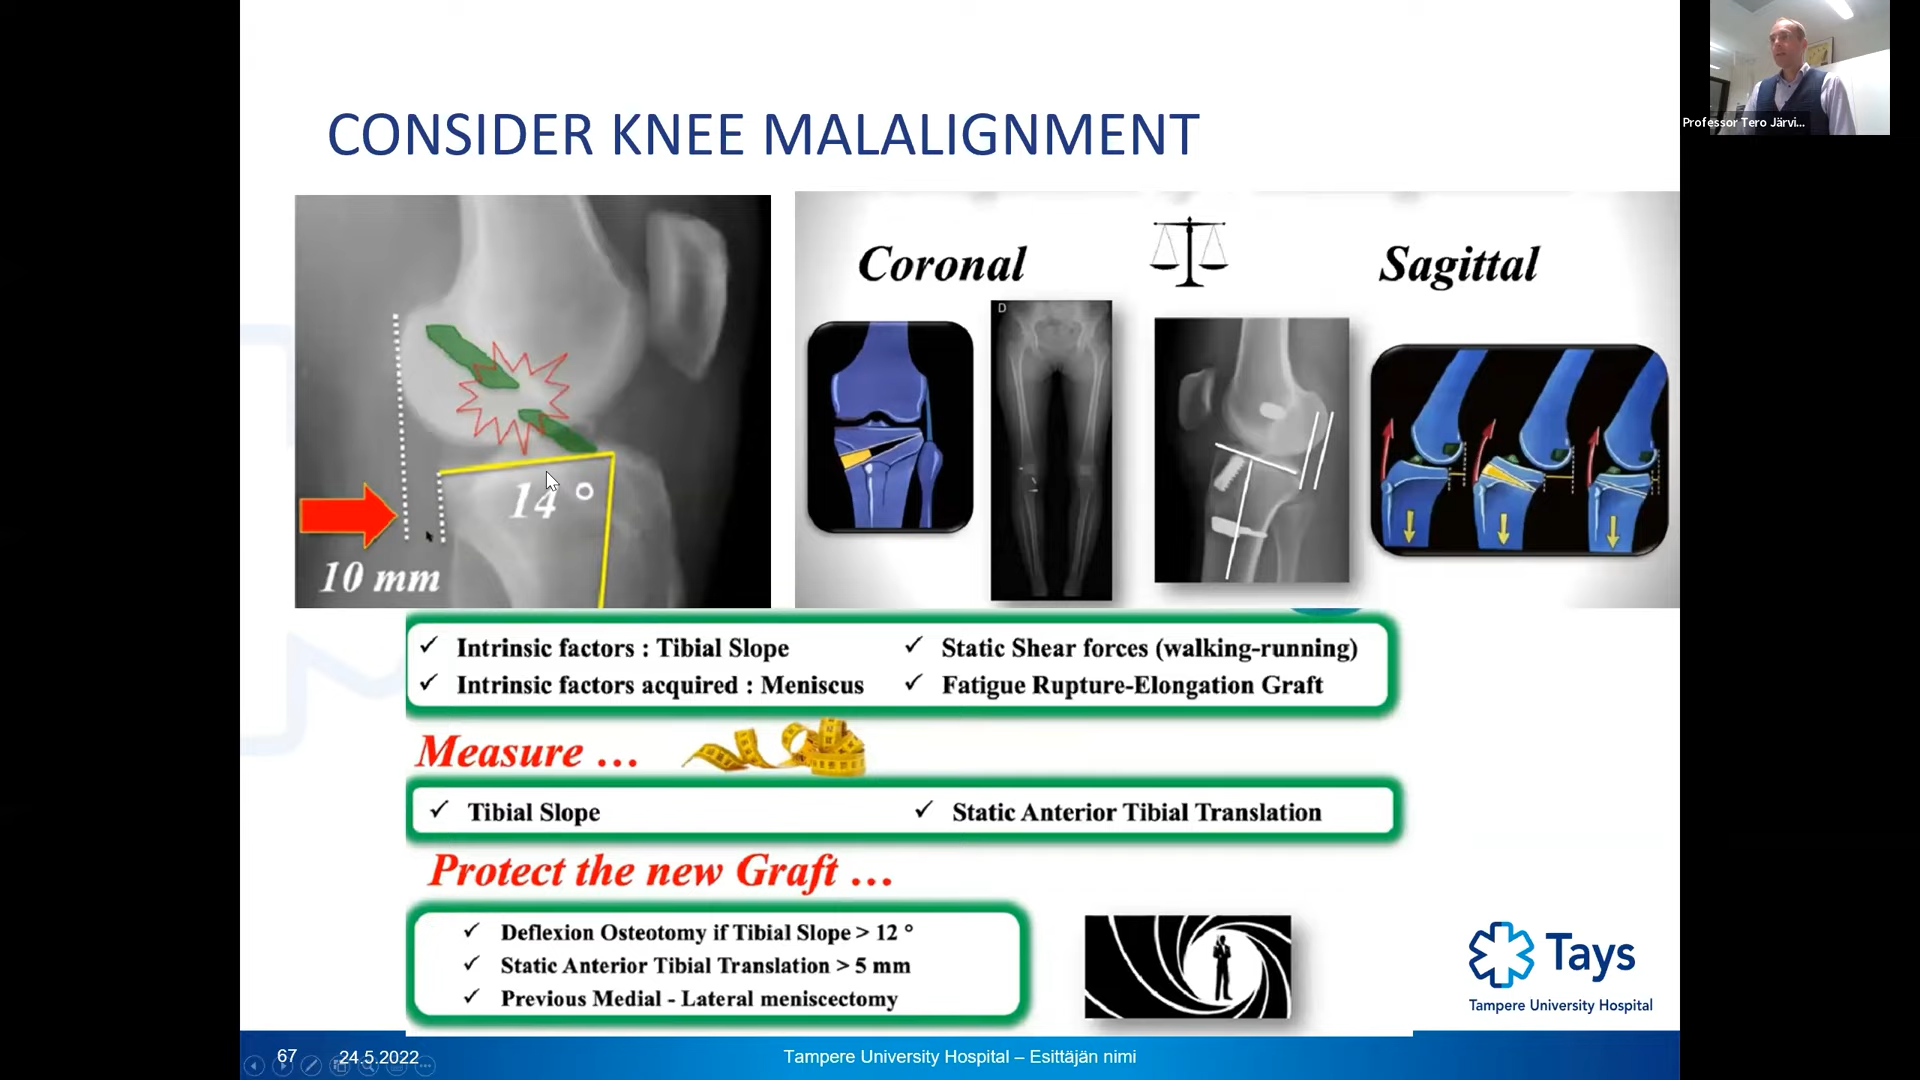 Professor Tero Järvi...
CONSIDER KNEE MALALIGNMENT
14 °
10 mm
Coronal
Sagittal
D
✓ Intrinsic factors : Tibial Slope
✓ Intrinsic factors acquired : Meniscus
✓ Static Shear forces (walking-running)
✓ Fatigue Rupture-Elongation Graft
Measure ...
✓ Tibial Slope
✓ Static Anterior Tibial Translation
Protect the new Graft ...
✓ Deflexion Osteotomy if Tibial Slope > 12 °
✓ Static Anterior Tibial Translation > 5 mm
✓ Previous Medial - Lateral meniscectomy
Tays
Tampere University Hospital
67
24.5.2022
Tampere University Hospital – Esittäjän nimi